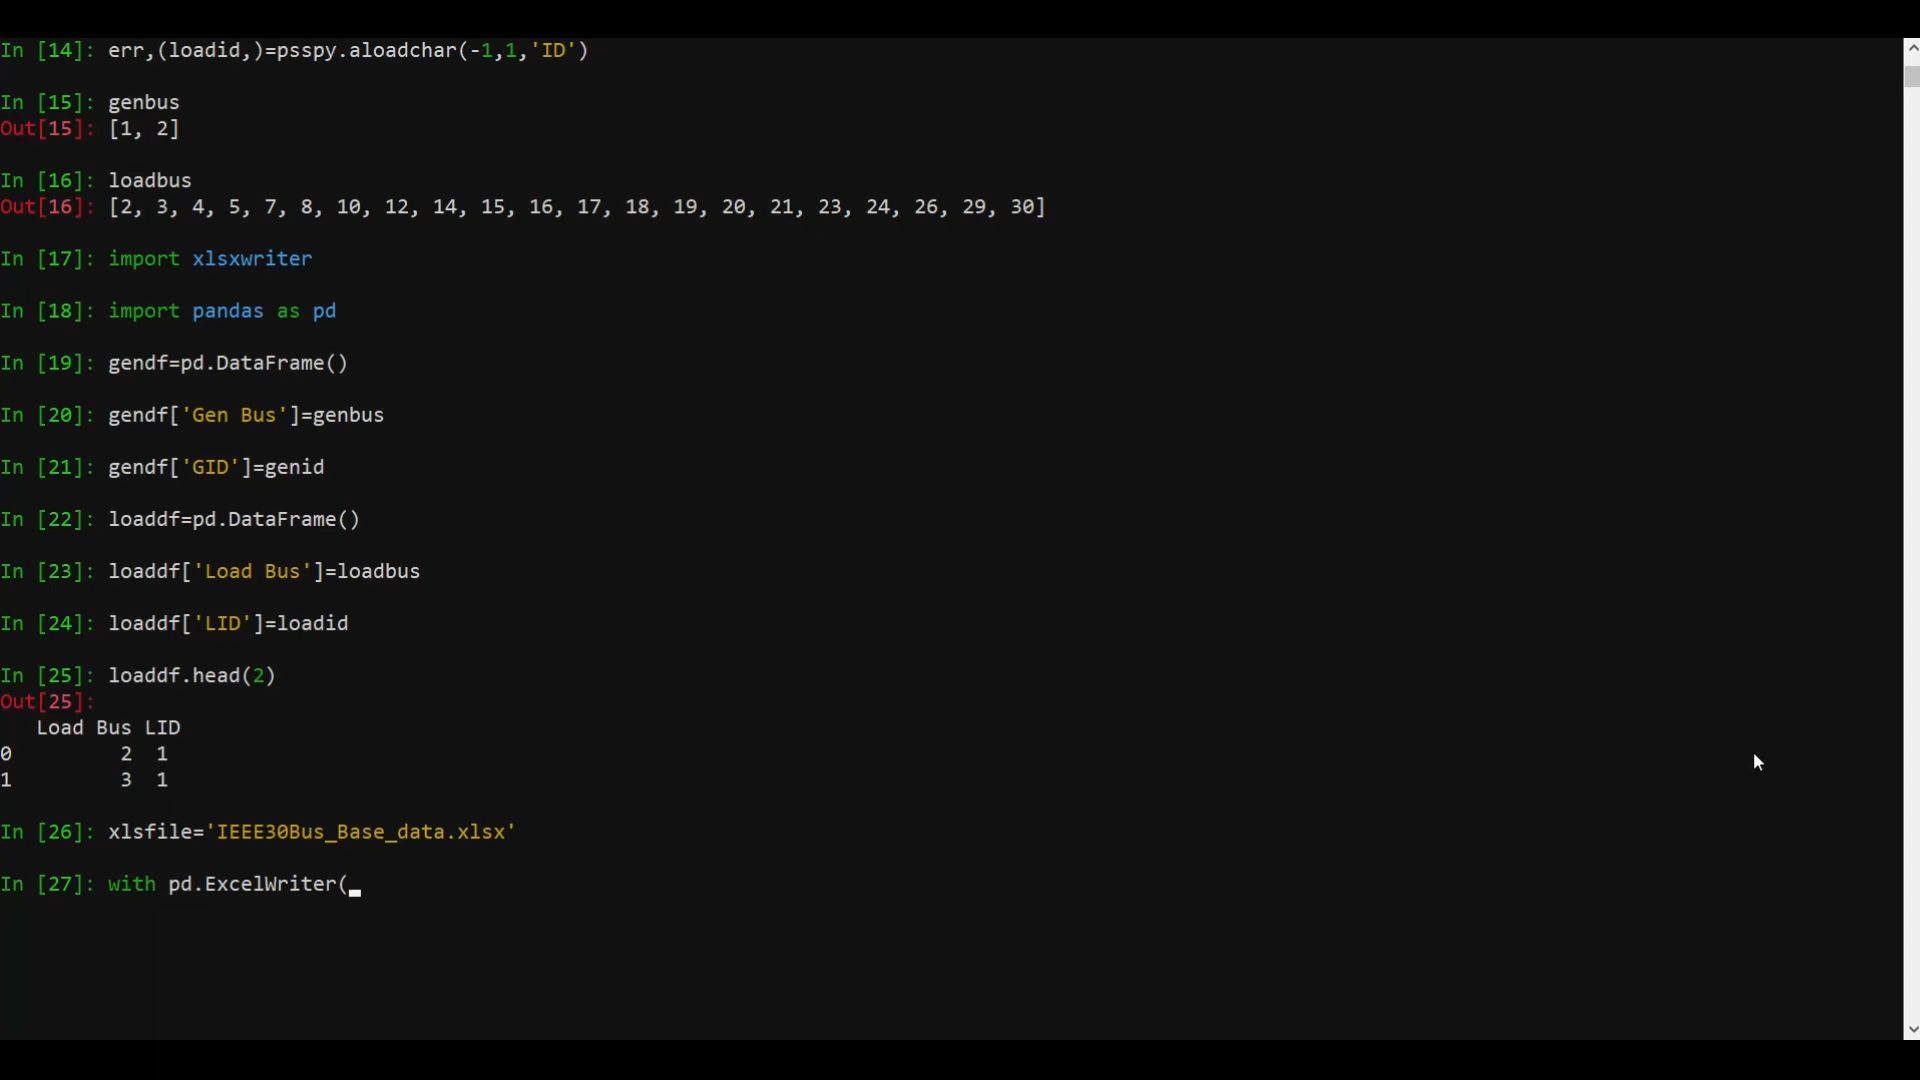 In [14]: err,(loadid,)=psspy.aloadchar(-1,1,'ID')
In [15]: genbus
Out[15]: [1, 2]
In [16]: loadbus
Out[16]: [2, 3, 4, 5, 7, 8, 10, 12, 14, 15, 16, 17, 18, 19, 20, 21, 23, 24, 26, 29, 30]
In [17]: import xlsxwriter
In [18]: import pandas as pd
In [19]: gendf=pd.DataFrame()
In [20]: gendf['Gen Bus']=genbus
In [21]: gendf['GID']=genid
In [22]: loaddf=pd.DataFrame()
In [23]: loaddf['Load Bus']=loadbus
In [24]: loaddf['LID']=loadid
In [25]: loaddf.head(2)
Out[25]:
   Load Bus LID
0         2  1
1         3  1
In [26]: xlsfile='IEEE30Bus_Base_data.xlsx'
In [27]: with pd.ExcelWriter(